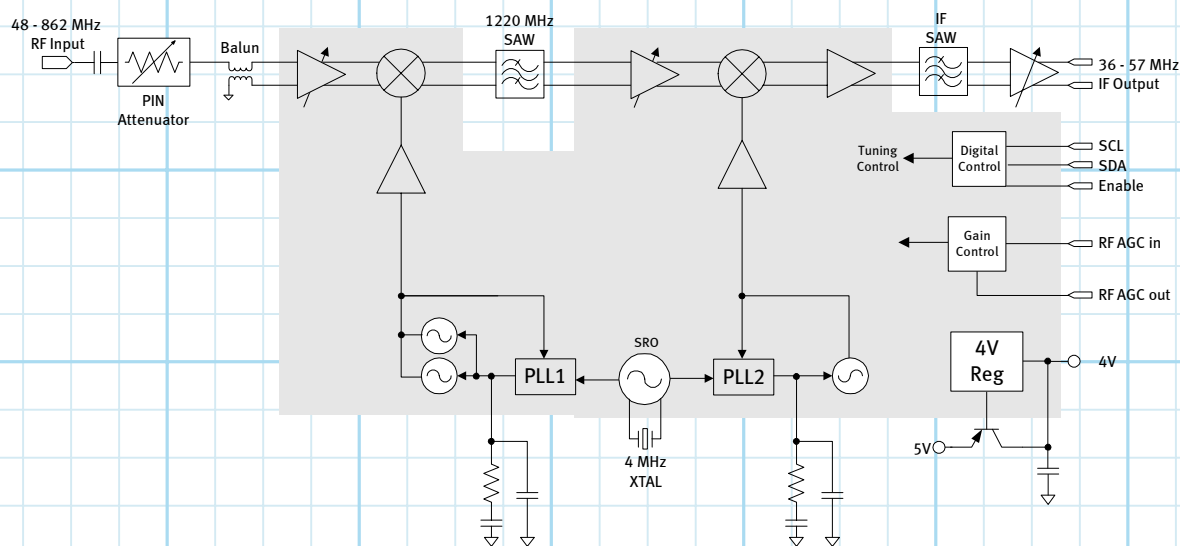 48 - 862 MHz
RF Input
PIN
Attenuator
Balun
1220 MHz
SAW
IF
SAW
36 - 57 MHz
IF Output
Tuning
Control
Digital
Control
SCL
SDA
Enable
Gain
Control
RF AGC in
RF AGC out
PLL1
SRO
PLL2
4 MHz
XTAL
4V
Reg
4V
5V